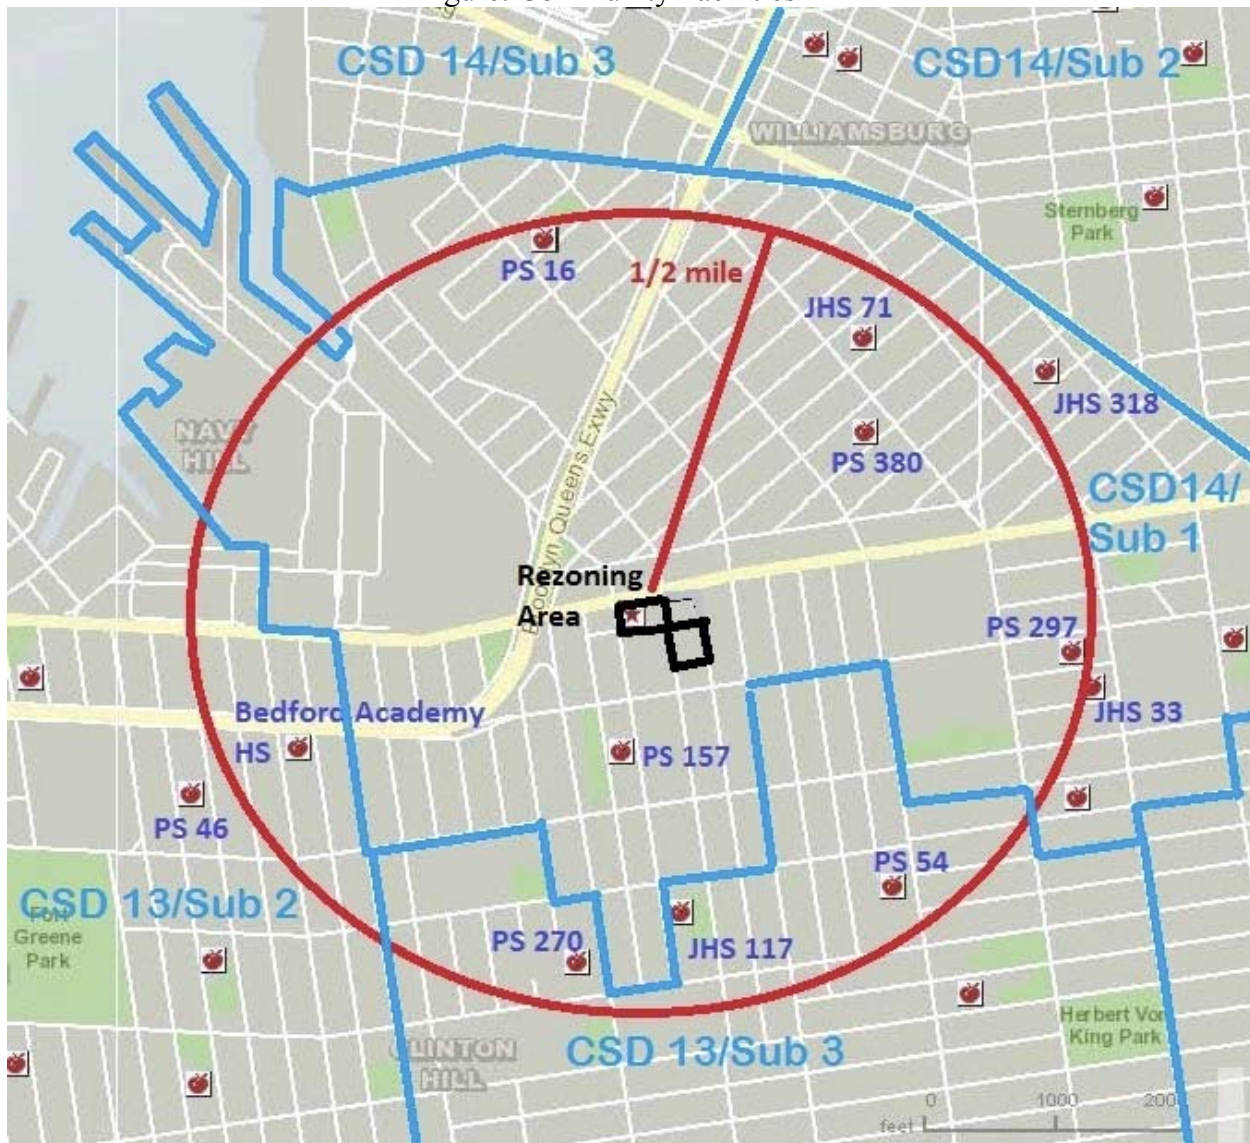 CSD 14/Sub 3
CSD14/Sub 2
WILLIAMSBURG
Sternberg
Park
PS 16
1/2 mile
JHS 71
JHS 318
NAVY
HILL
PS 380
Brooklyn Queens Exwy
CSD14/
Sub 1
Rezoning
Area
PS 297
Bedford Academy
HS
JHS 33
PS 157
PS 46
PS 54
CSD 13/Sub 2
Fort
Greene
Park
PS 270
JHS 117
Herbert Von
King Park
CLINTON
HILL
CSD 13/Sub 3
0
1000
feet